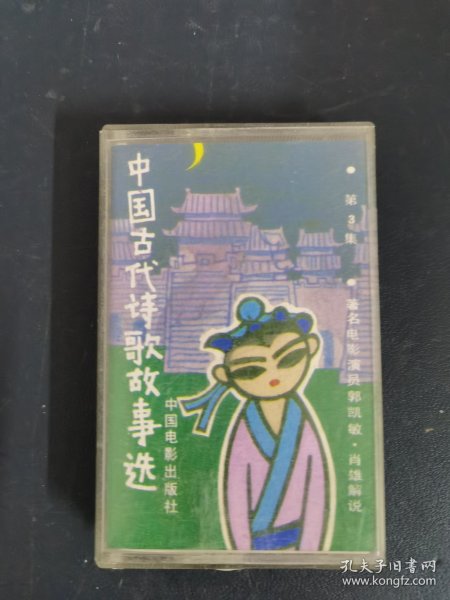 中国古代诗歌故事选
中国电影出版社
• 第3集 • 著名电影演员郭凯敏·肖雄解说
孔夫子旧书网
www.kongfz.com